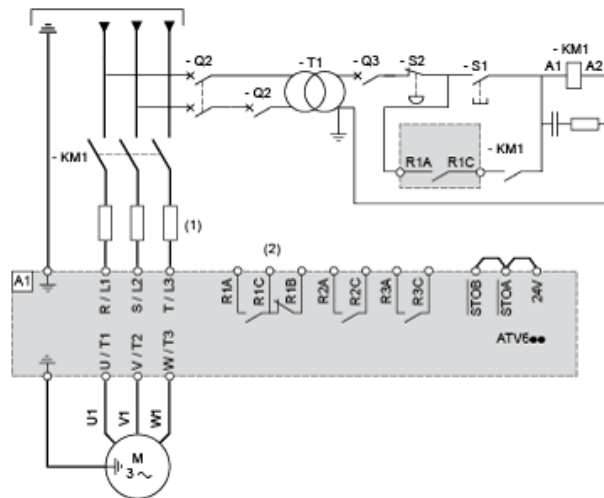 - Q2
- T1
- Q3
- S2
- S1
- KM1
A1
A2
- Q2
- KM1
R1A
R1C
- KM1
(1)
(2)
A1
R / L1
S / L2
T / L3
R1A
R1C
R1B
R2A
R2C
R3A
R3C
STOB
STOA
24V
ATV6●●
U / T1
V / T2
W / T3
U1
V1
W1
M
3 ~